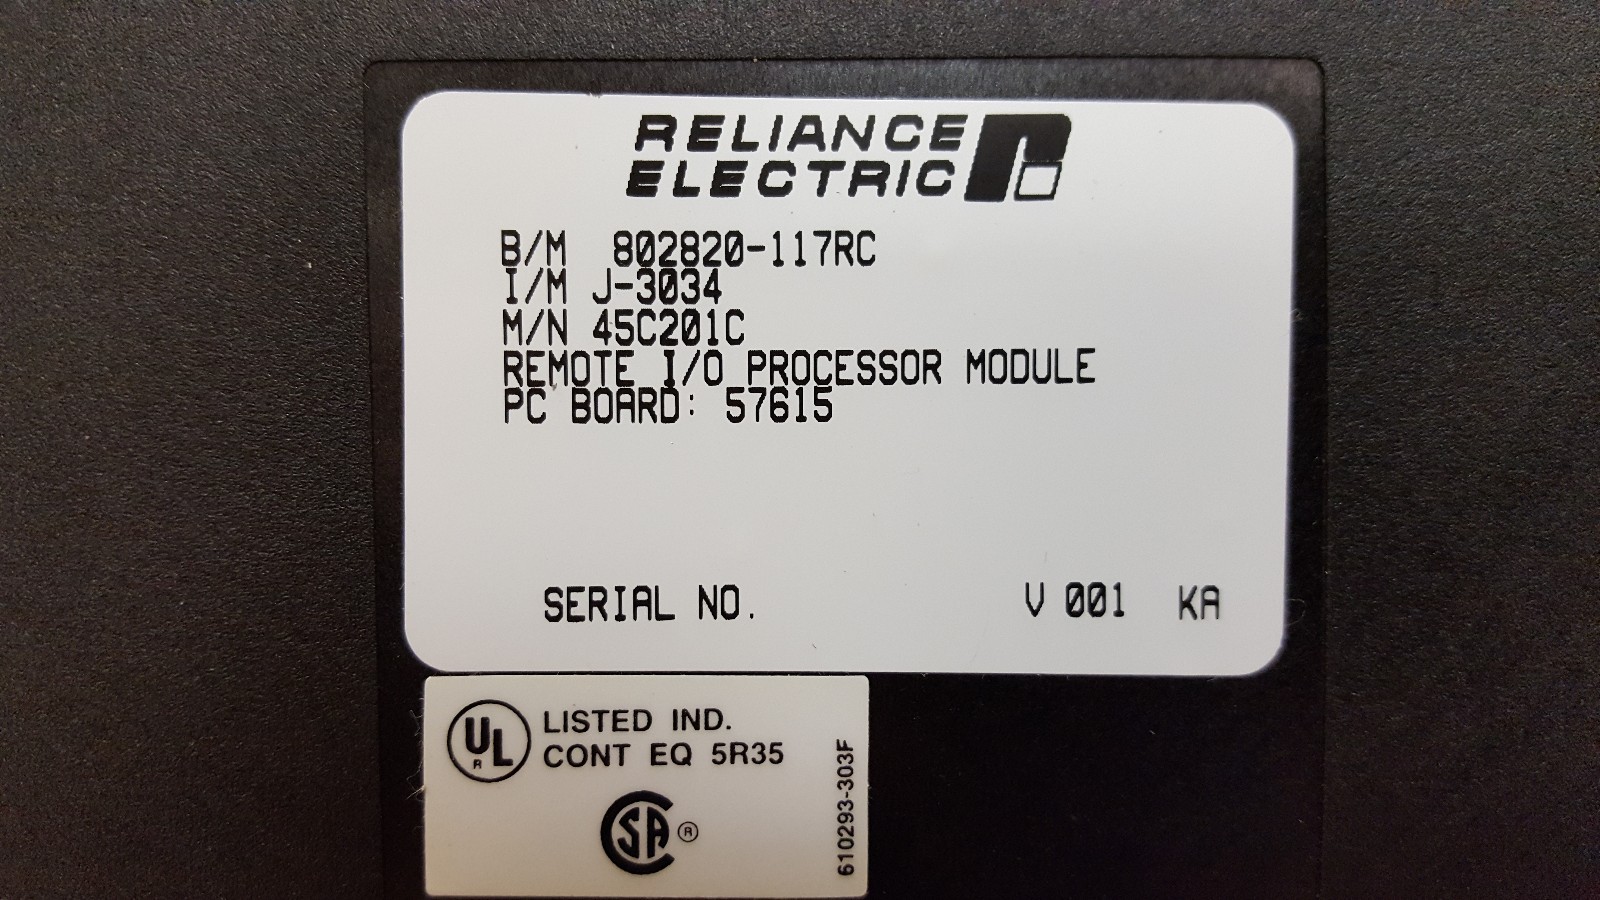 RELIANCE
ELECTRIC
B/M 802820-117RC
I/M J-3034
M/N 45C201C
REMOTE I/O PROCESSOR MODULE
PC BOARD: 57615
SERIAL NO. V 001 KA
UL R
LISTED IND.
CONT EQ 5R35
SA ®
610293-303F